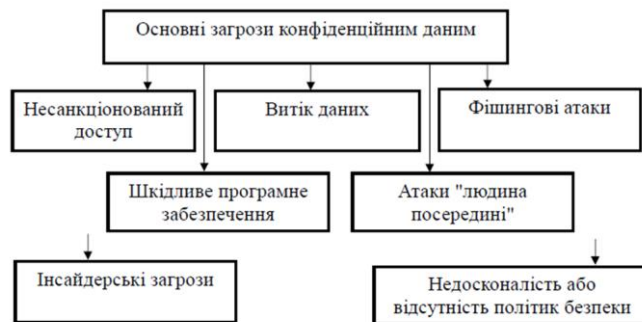 Основні загрози конфіденційним даним
Несанкціонований
доступ
Витік даних
Фішингові атаки
Шкідливе програмне
забезпечення
Атаки "людина
посередині"
Інсайдерські загрози
Недосконалість або
відсутність політик безпеки